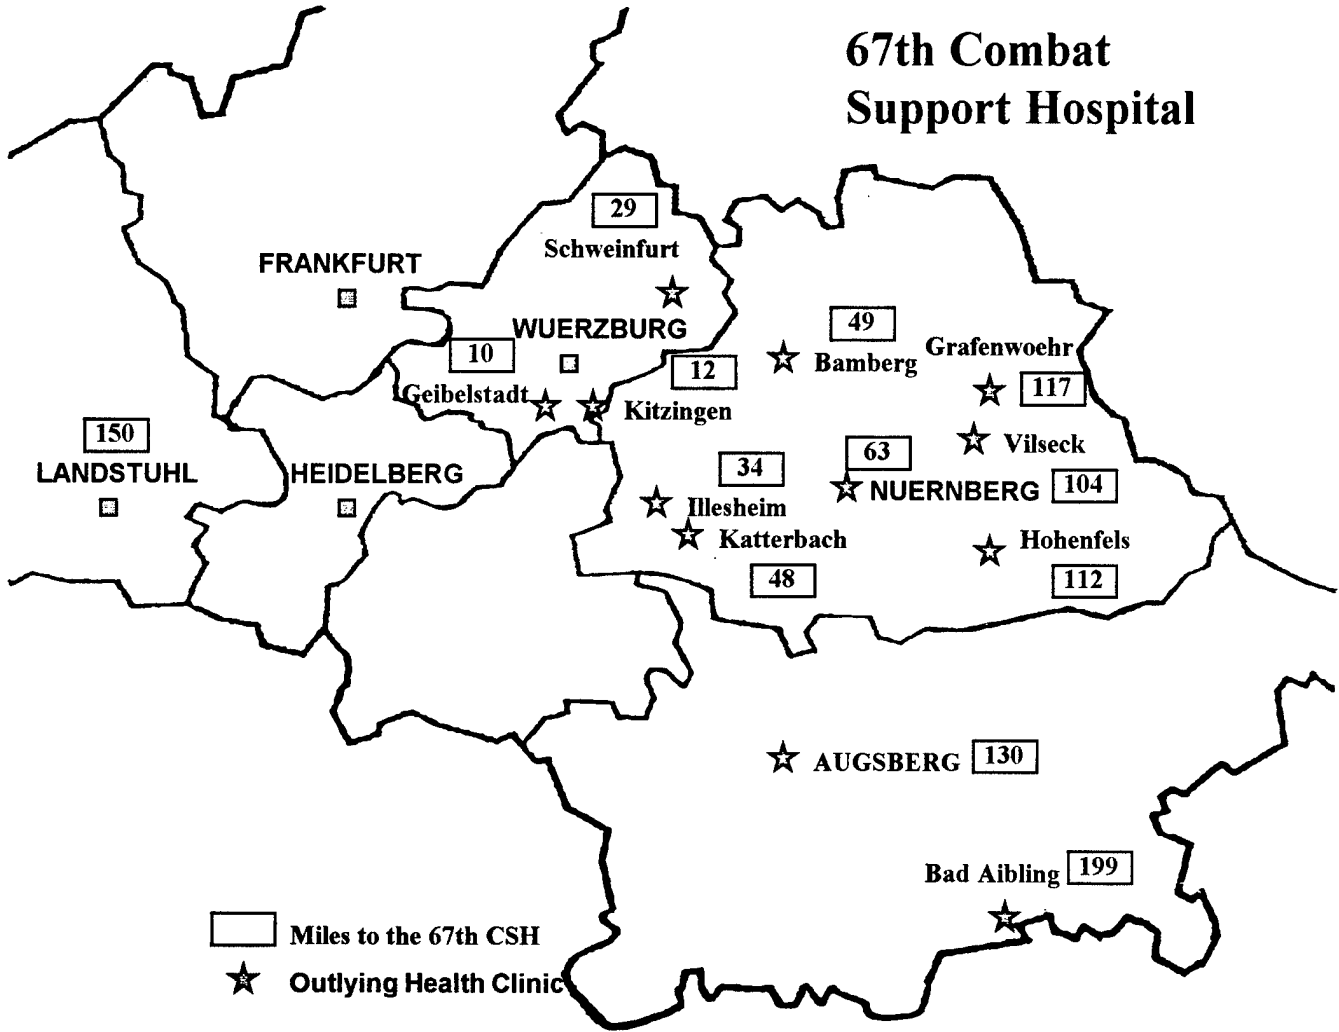 67th Combat
Support Hospital
29
Schweinfurt
FRANKFURT
WUERZBURG
10
Geibelstadt
12
Kitzingen
49
Bamberg
Grafenwoehr
117
Vilseck
150
LANDSTUHL
HEIDELBERG
34
Illesheim
63
NUERNBERG
104
Katterbach
48
Hohenfels
112
AUGSBERG
130
Bad Aibling
199
Miles to the 67th CSH
Outlying Health Clinic